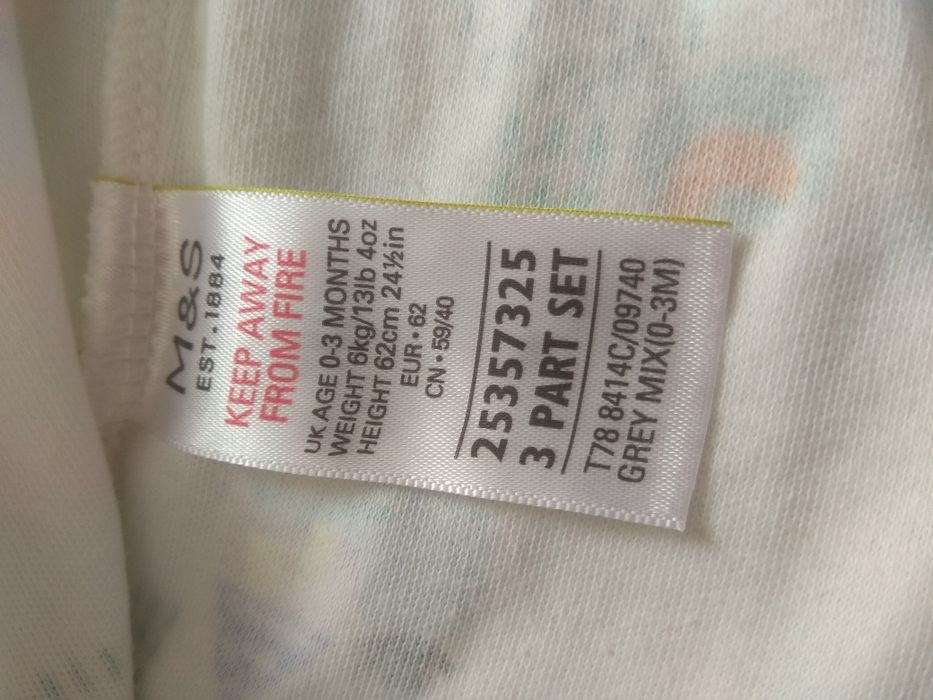 M&S
EST•1884
KEEP AWAY
FROM FIRE
UK AGE 0-3 MONTHS
WEIGHT 6kg/13lb 4oz
HEIGHT 62cm 24½in
EUR•62
CN•59/40
25357325
3 PART SET
T78 8414C/09740
GREY MIX(0-3M)